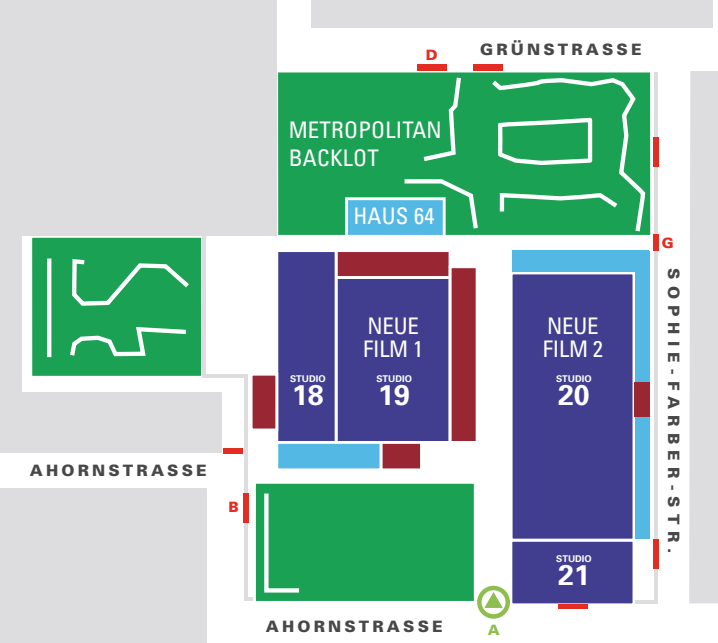 D
GRÜNSTRASSE
METROPOLITAN
BACKLOT
HAUS 64
G
SOPHIE-FARBER-STR.
NEUE
FILM 1
NEUE
FILM 2
STUDIO
18
STUDIO
19
STUDIO
20
AHORNSTRASSE
B
STUDIO
21
AHORNSTRASSE
A